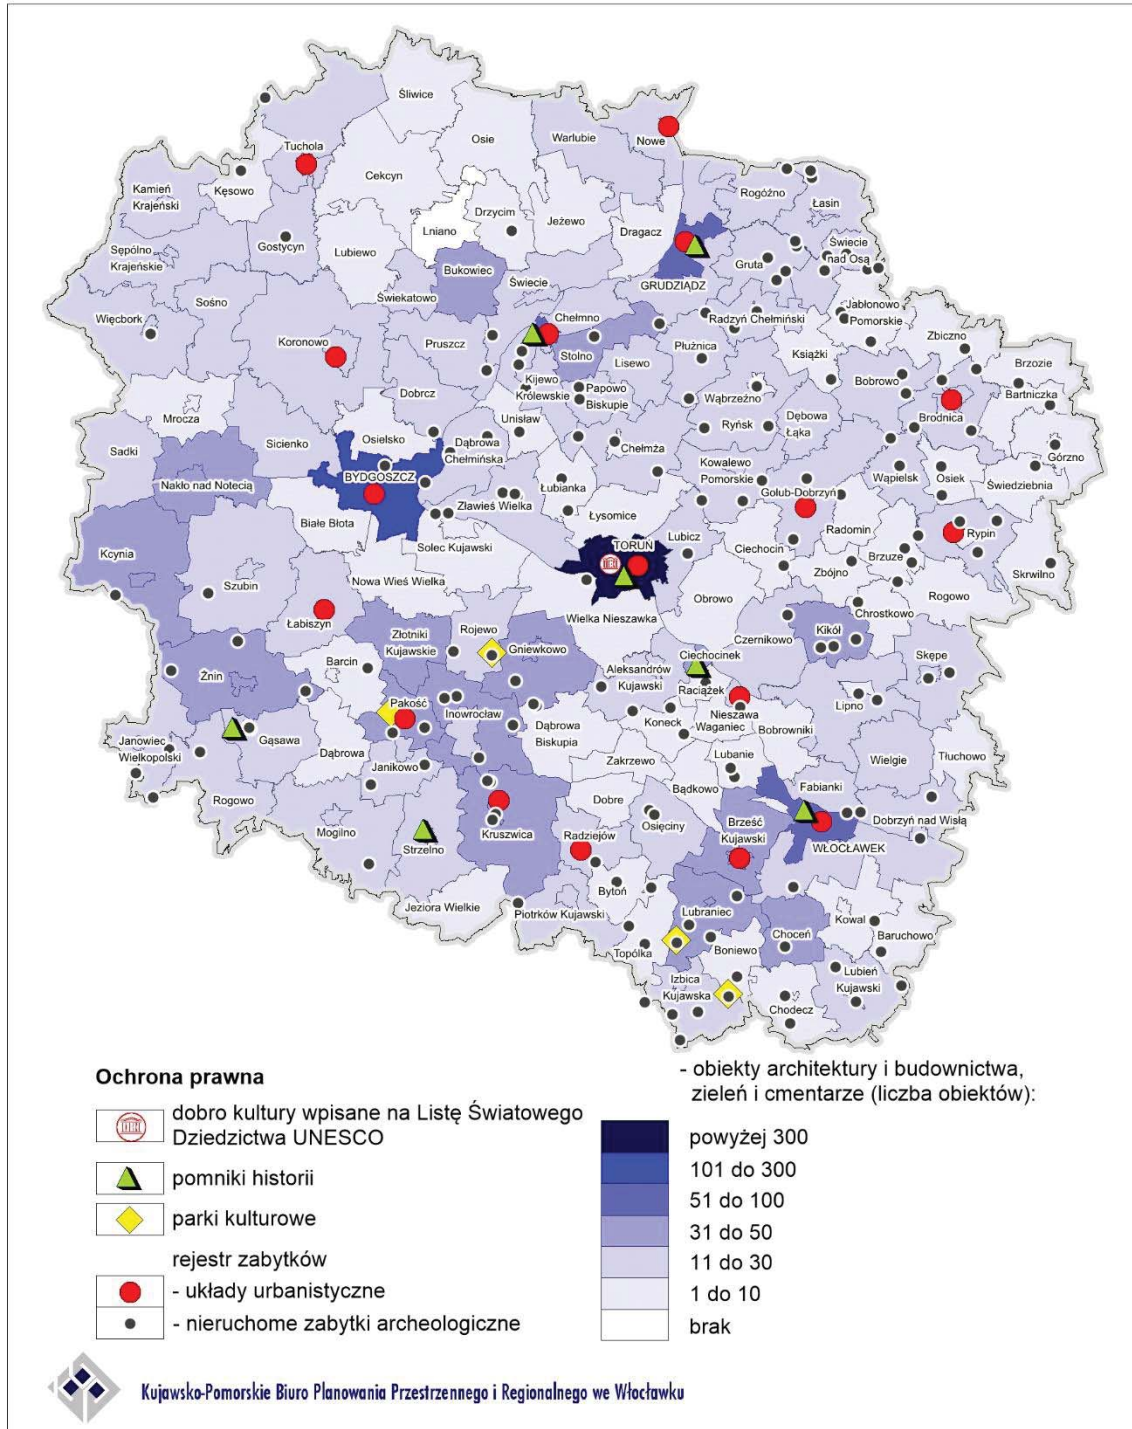 Śliwice
Osie
Warlubie
Nowe
Tuchola
Cekcyn
Kęsowo
Kamień
Krajeński
Rogóźno
Łasin
Drzycim
Jeżewo
Dragacz
Lniano
Gostycyn
Lubiewo
Sępólno
Krajeńskie
Bukowiec
Gruta
Świecie
nad Osą
GRUDZIĄDZ
Świecie
Świekatowo
Sośno
Więcbork
Koronowo
Chełmno
Radzyń Chełmiński
Jabłonowo
Pomorskie
Zbiczno
Pruszcz
Stolno
Lisewo
Płużnica
Książki
Brzozie
Bartniczka
Bobrowo
Kijewo
Królewskie
Papowo
Biskupie
Wąbrzeźno
Dobrcz
Mrocza
Unisław
Ryńsk
Dębowa
Łąka
Brodnica
Sadki
Sicienko
Osielsko
Dąbrowa
Chełmińska
Chełmża
Górzno
Kowalewo
Pomorskie
Wąpielsk
Osiek
Świedziebnia
Nakło nad Notecią
BYDGOSZCZ
Łubianka
Zławieś Wielka
Golub-Dobrzyń
Białe Błota
Łysomice
Radomin
Kcynia
Solec Kujawski
TORUŃ
Lubicz
Ciechocin
Rypin
Brzuze
Zbójno
Skrwilno
Szubin
Nowa Wieś Wielka
Obrowo
Rogowo
Chrostkowo
Łabiszyn
Wielka Nieszawka
Złotniki
Kujawskie
Rojewo
Gniewkowo
Czernikowo
Kikół
Ciechocinek
Skępe
Barcin
Żnin
Aleksandrów
Kujawski
Raciążek
Lipno
Pakość
Inowrocław
Koneck
Nieszawa
Waganiec
Bobrowniki
Dąbrowa
Biskupia
Gąsawa
Janowiec
Wielkopolski
Dąbrowa
Janikowo
Zakrzewo
Lubanie
Wielgie
Tłuchowo
Bądkowo
Fabianki
Rogowo
Dobre
Mogilno
Strzelno
Kruszwica
Radziejów
Osięciny
Brześć
Kujawski
Dobrzyń nad Wisłą
WŁOCŁAWEK
Bytoń
Jeziora Wielkie
Piotrków Kujawski
Lubraniec
Choceń
Kowal
Baruchowo
Topólka
Boniewo
Izbica
Kujawska
Lubień
Kujawski
Chodecz
Ochrona prawna
dobro kultury wpisane na Listę Światowego
Dziedzictwa UNESCO
pomniki historii
parki kulturowe
rejestr zabytków
- układy urbanistyczne
- nieruchome zabytki archeologiczne
- obiekty architektury i budownictwa,
zieleń i cmentarze (liczba obiektów):
powyżej 300
101 do 300
51 do 100
31 do 50
11 do 30
1 do 10
brak
Kujawsko-Pomorskie Biuro Planowania Przestrzennego i Regionalnego we Włocławku